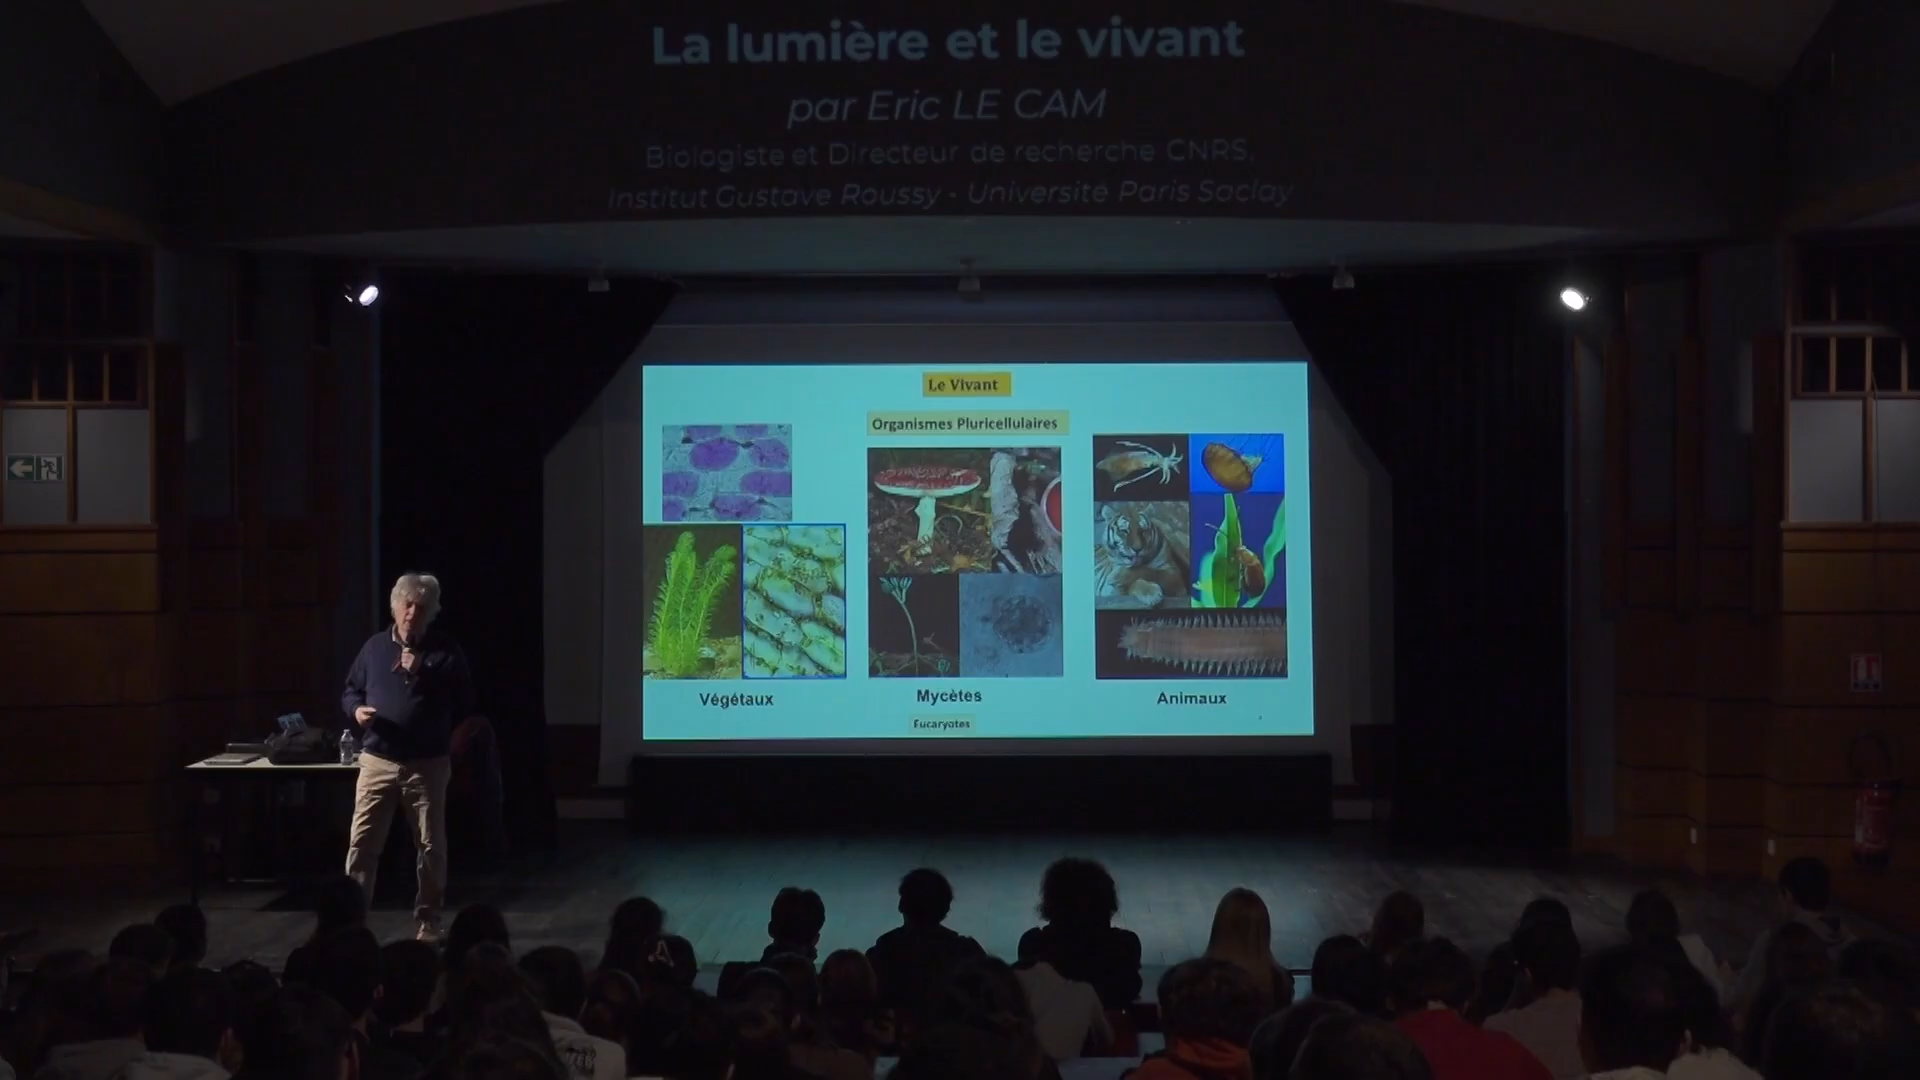 La lumière et le vivant
par Eric LE CAM
Biologiste et Directeur de recherche CNRS,
Institut Gustave Roussy - Université Paris Saclay
Le Vivant
Organismes Pluricellulaires
Végétaux
Mycètes
Animaux
Eucaryotes